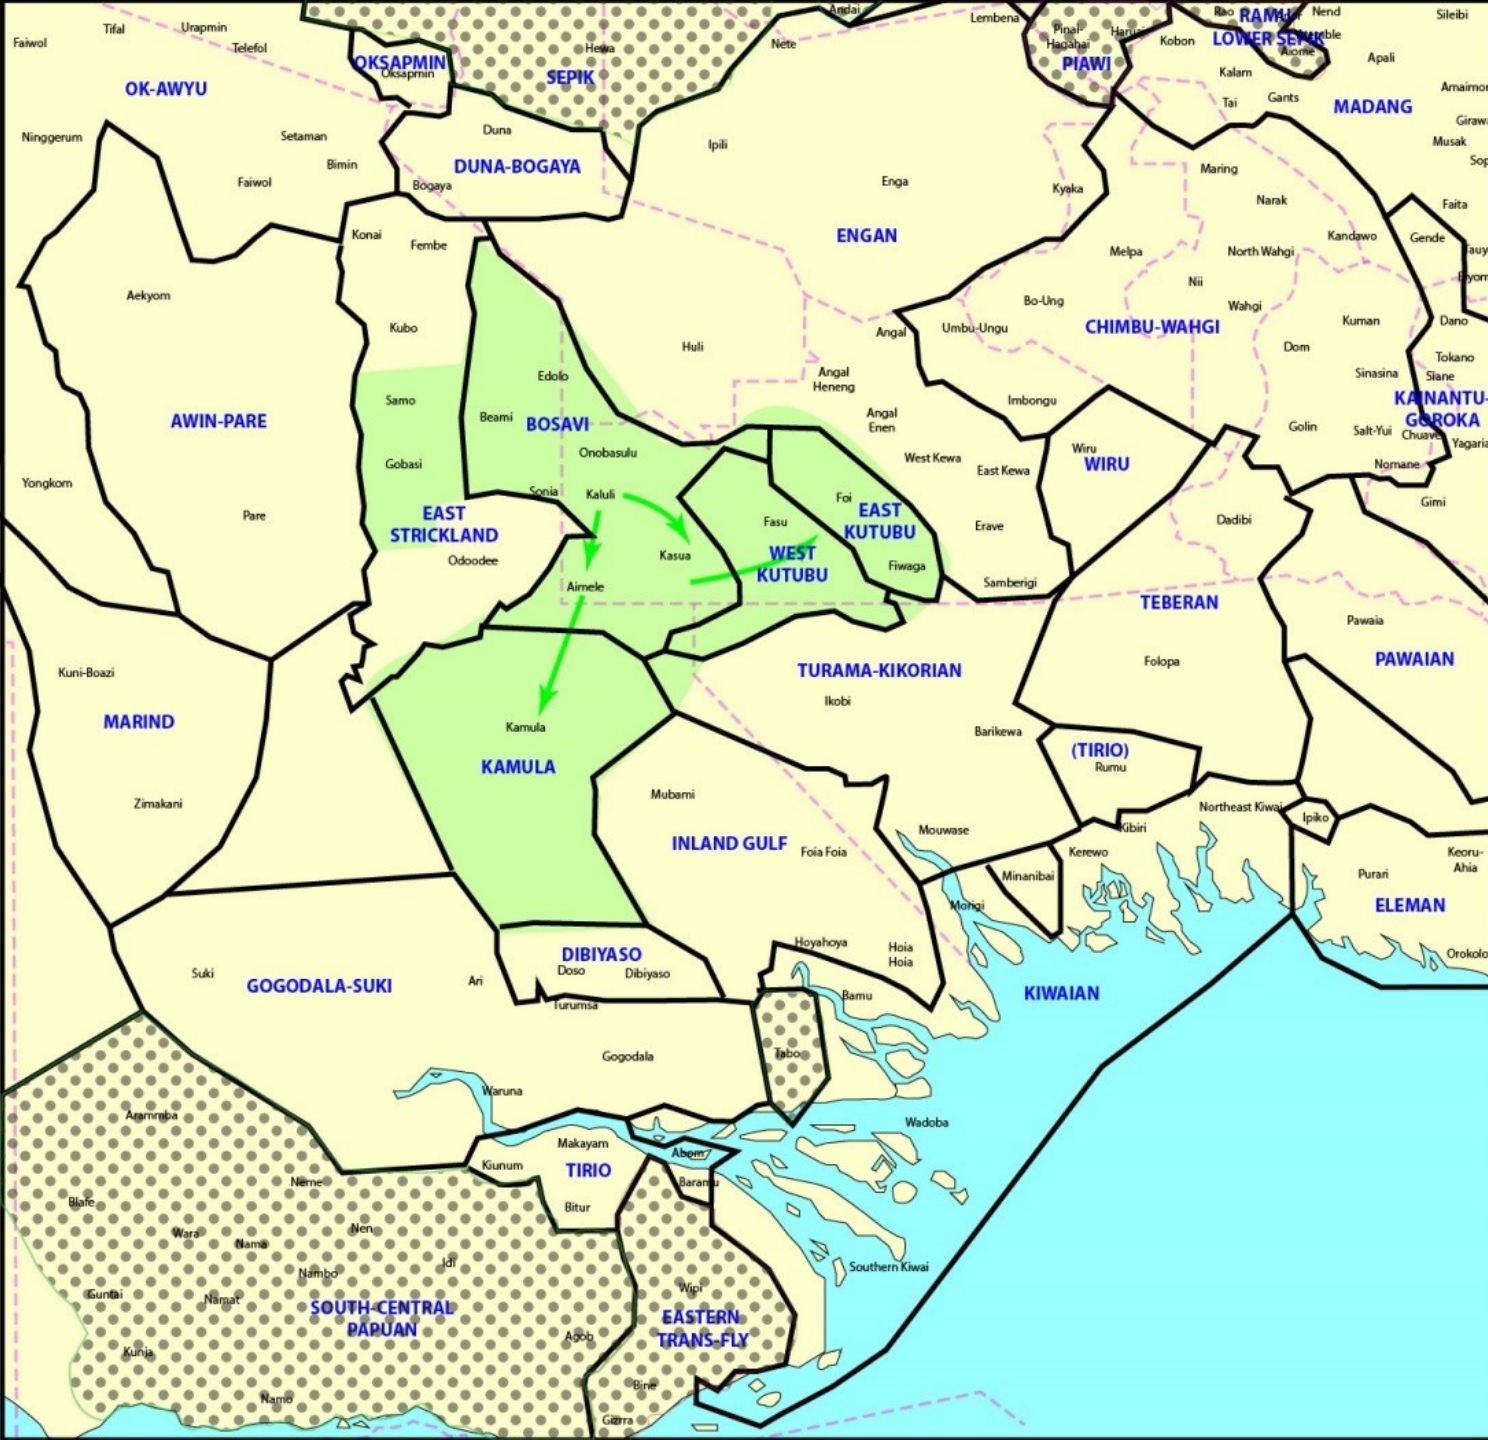 Andai
Lembena
Rao
RAMU
Nend
Sileibi
Faiwol
Tifal
Urapmin
Telefol
Hewa
Nete
Pinai-
Hagahai
Haruai
Kobon
LOWER SEPIK
Aiome
Apali
OKSAPMIN
Oksapmin
SEPIK
PIAWI
Kalam
OK-AWYU
Tai
Gants
MADANG
Ninggerum
Setaman
Duna
Ipili
Musak
Bimin
DUNA-BOGAYA
Faiwol
Bogaya
Enga
Kyaka
Maring
Narak
Faita
Konai
Fembe
ENGAN
Melpa
North Wahgi
Kandawo
Gende
Nii
Aekyom
Kubo
Bo-Ung
Wahgi
Umbu-Ungu
CHIMBU-WAHGI
Kuman
Dano
Angal
Huli
Dom
Tokano
Edolo
Angal
Heneng
Sinasina
Siane
Samo
Beami
BOSAVI
Imbongu
KAINANTU-
GOROKA
AWIN-PARE
Angal
Enen
Golin
Salt-Yui
Chuave
Yagaria
Gobasi
Onobasulu
West Kewa
East Kewa
Wiru
WIRU
Nomane
Yongkom
Sonia
Kaluli
Foi
Gimi
Pare
EAST
STRICKLAND
Fasu
EAST
KUTUBU
Erave
Dadibi
Odoodee
Kasua
WEST
KUTUBU
Fiwaga
Aimele
Samberigi
TEBERAN
Pawaia
Kuni-Boazi
TURAMA-KIKORIAN
Folopa
PAWAIAN
MARIND
Kamula
Ikobi
Barikewa
(TIRIO)
Rumu
KAMULA
Zimakani
Mubami
Northeast Kiwai
Ipiko
INLAND GULF
Foia Foia
Mouwase
Kibiri
Kerewo
Keoru-
Ahia
Minanibai
Purari
Morigi
ELEMAN
Hoyahoya
Hoia
Hoia
Orokolo
Suki
GOGODALA-SUKI
Ari
DIBIYASO
Doso
Dibiyaso
KIWAIAN
Turumsa
Bamu
Gogodala
Tabo
Waruna
Arammba
Wadoba
Makayam
Abom
Kiunum
TIRIO
Baramu
Neme
Blafe
Bitur
Wara
Nama
Nen
Idi
Southern Kiwai
Nambo
Guntai
Namat
SOUTH-CENTRAL
PAPUAN
Wipi
EASTERN
TRANS-FLY
Agob
Kunja
Bine
Namo
Gizrra